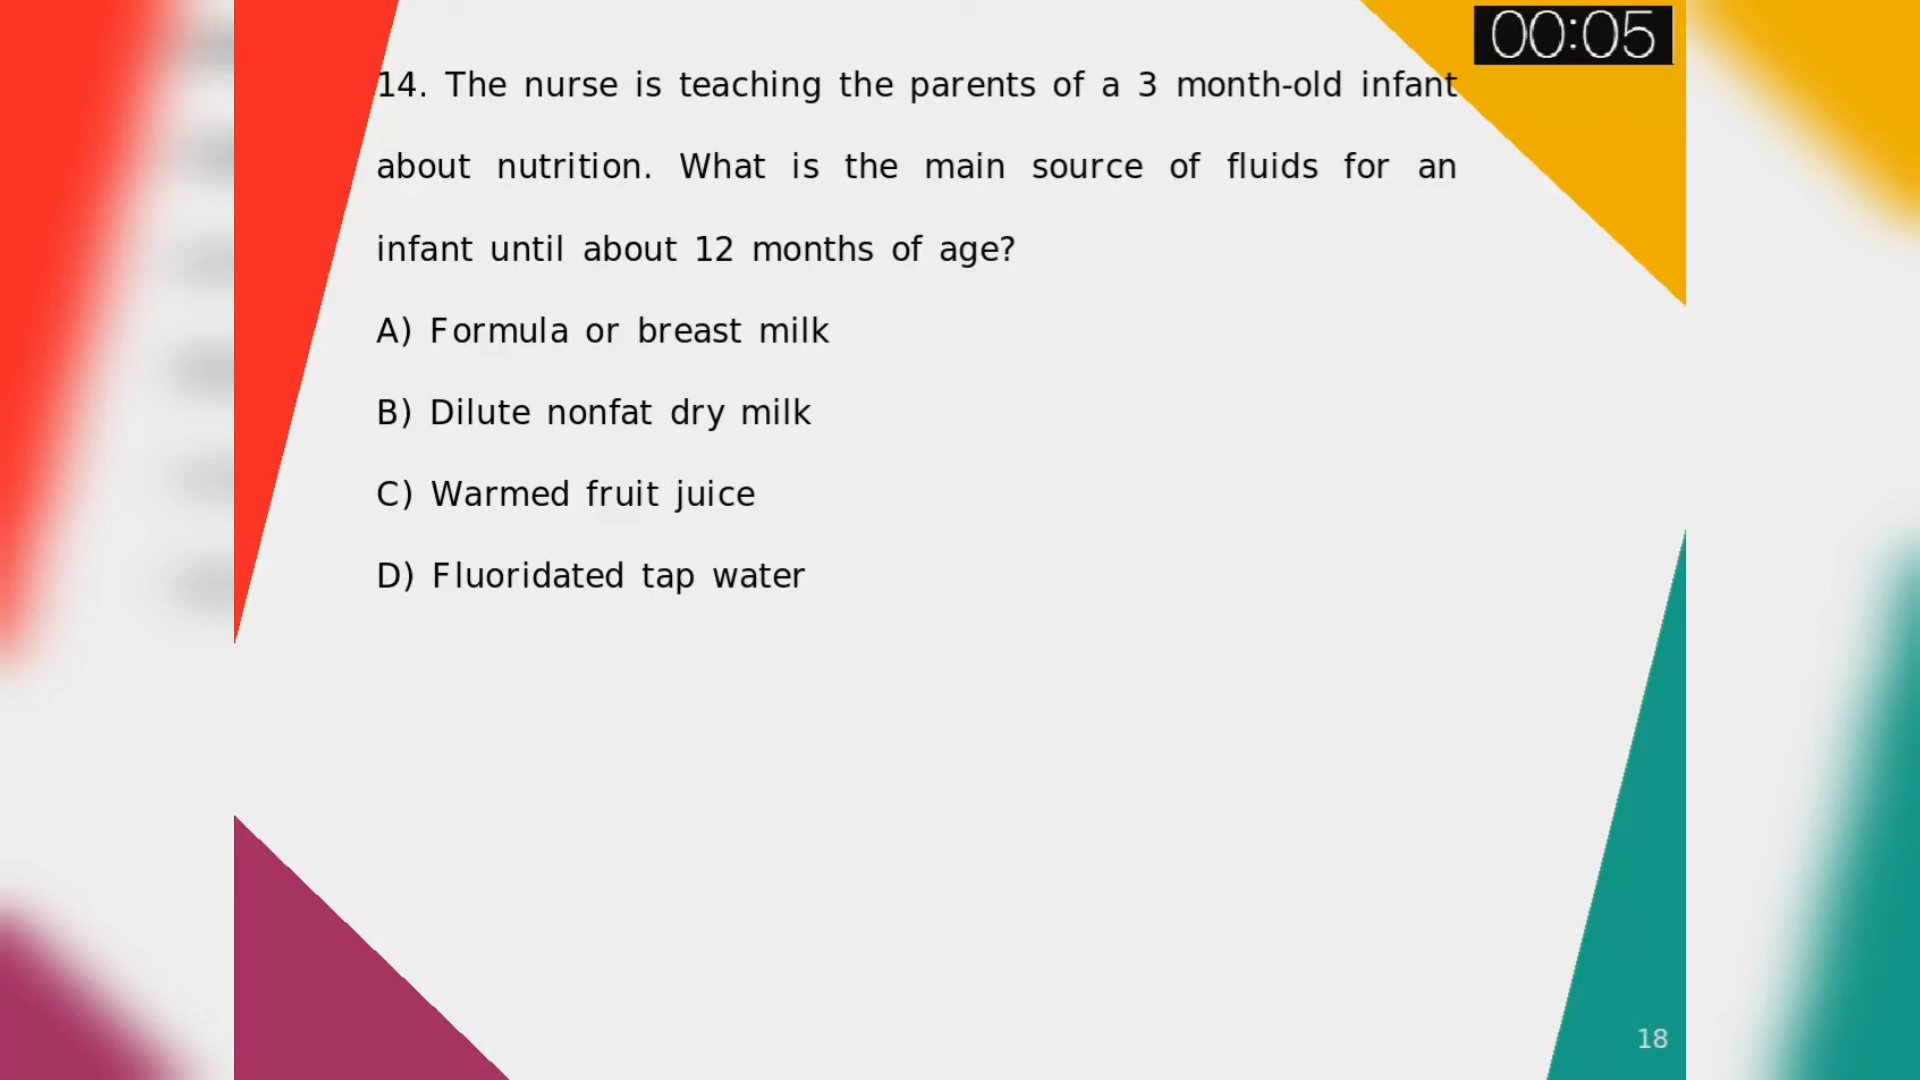 00:05
14. The nurse is teaching the parents of a 3 month-old infant
about nutrition. What is the main source of fluids for an
infant until about 12 months of age?
A) Formula or breast milk
B) Dilute nonfat dry milk
C) Warmed fruit juice
D) Fluoridated tap water
18